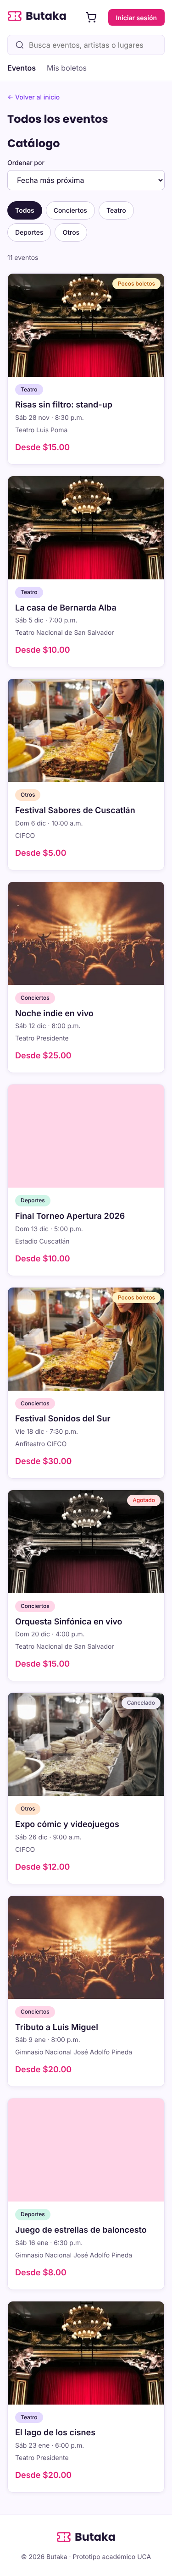 Butaka
Iniciar sesión
Busca eventos, artistas o lugares
Eventos Mis boletos
← Volver al inicio
Todos los eventos
Catálogo
Ordenar por
Fecha más próxima
Todos Conciertos Teatro
Deportes Otros
11 eventos
Pocos boletos
Teatro
Risas sin filtro: stand-up
Sáb 28 nov · 8:30 p.m.
Teatro Luis Poma
Desde $15.00
Teatro
La casa de Bernarda Alba
Sáb 5 dic · 7:00 p.m.
Teatro Nacional de San Salvador
Desde $10.00
Otros
Festival Sabores de Cuscatlán
Dom 6 dic · 10:00 a.m.
CIFCO
Desde $5.00
Conciertos
Noche indie en vivo
Sáb 12 dic · 8:00 p.m.
Teatro Presidente
Desde $25.00
Deportes
Final Torneo Apertura 2026
Dom 13 dic · 5:00 p.m.
Estadio Cuscatlán
Desde $10.00
Pocos boletos
Conciertos
Festival Sonidos del Sur
Vie 18 dic · 7:30 p.m.
Anfiteatro CIFCO
Desde $30.00
Agotado
Conciertos
Orquesta Sinfónica en vivo
Dom 20 dic · 4:00 p.m.
Teatro Nacional de San Salvador
Desde $15.00
Cancelado
Otros
Expo cómic y videojuegos
Sáb 26 dic · 9:00 a.m.
CIFCO
Desde $12.00
Conciertos
Tributo a Luis Miguel
Sáb 9 ene · 8:00 p.m.
Gimnasio Nacional José Adolfo Pineda
Desde $20.00
Deportes
Juego de estrellas de baloncesto
Sáb 16 ene · 6:30 p.m.
Gimnasio Nacional José Adolfo Pineda
Desde $8.00
Teatro
El lago de los cisnes
Sáb 23 ene · 6:00 p.m.
Teatro Presidente
Desde $20.00
Butaka
© 2026 Butaka · Prototipo académico UCA